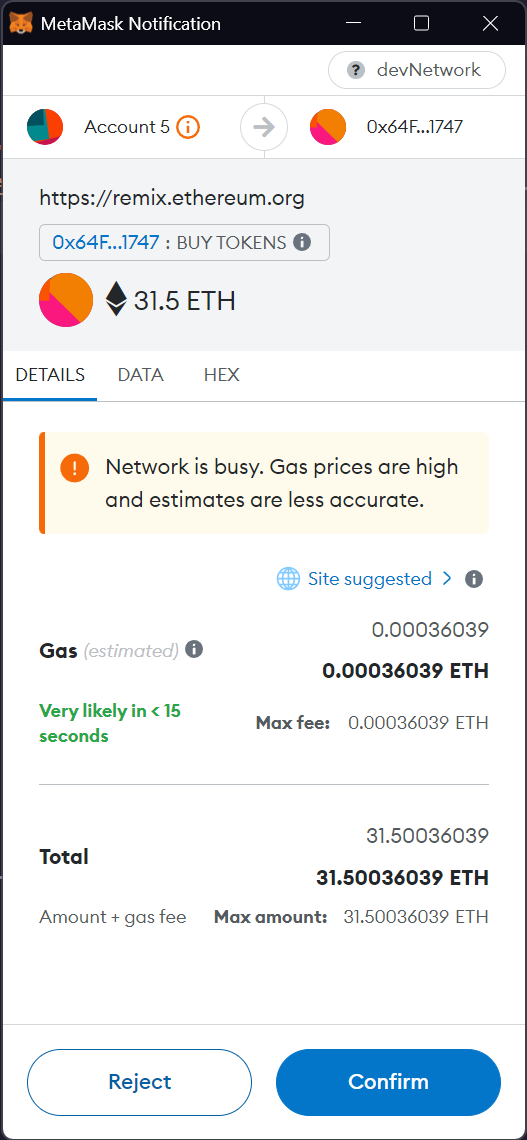 MetaMask Notification
? devNetwork
Account 5
0x64F...1747
https://remix.ethereum.org
0x64F...1747 : BUY TOKENS
31.5 ETH
DETAILS DATA HEX
Network is busy. Gas prices are high
and estimates are less accurate.
Site suggested >
0.00036039
Gas (estimated)
0.00036039 ETH
Very likely in < 15
seconds
Max fee: 0.00036039 ETH
31.50036039
Total
31.50036039 ETH
Amount + gas fee Max amount: 31.50036039 ETH
Reject Confirm